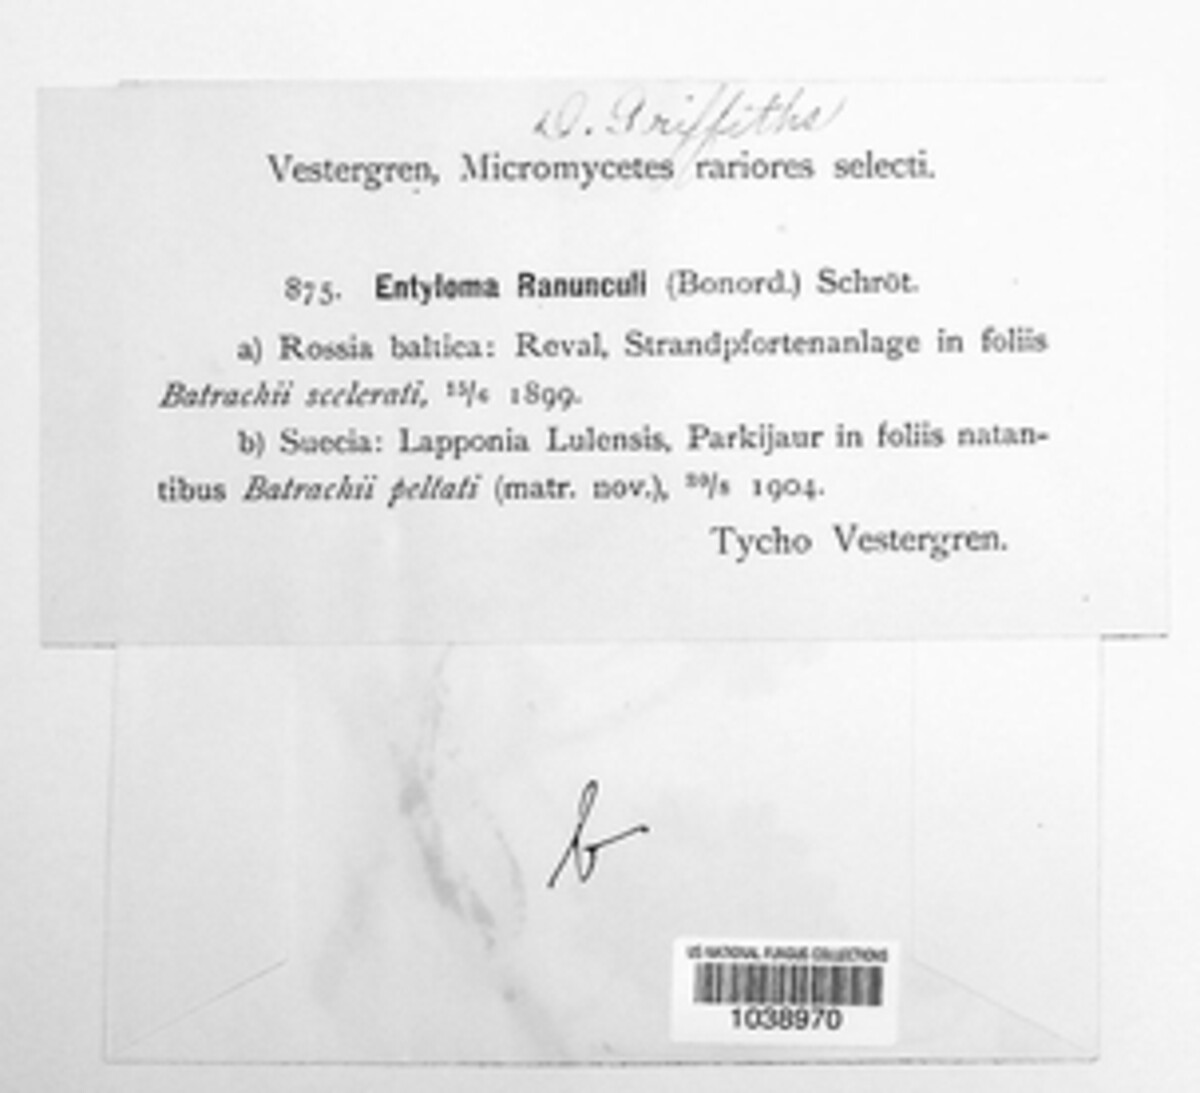 D. Griffiths
Vestergren, Micromycetes rariores selecti.
875. Entyloma Ranunculi (Bonord.) Schröt.
a) Rossia baltica: Reval, Strandpfortenanlage in foliis
Batrachii scelerati, 15/6 1899.
b) Suecia: Lapponia Lulensis, Parkijaur in foliis natan-
tibus Batrachii peltati (matr. nov.), 20/8 1904.
Tycho Vestergren.
b
US NATIONAL FUNGUS COLLECTIONS
1038970